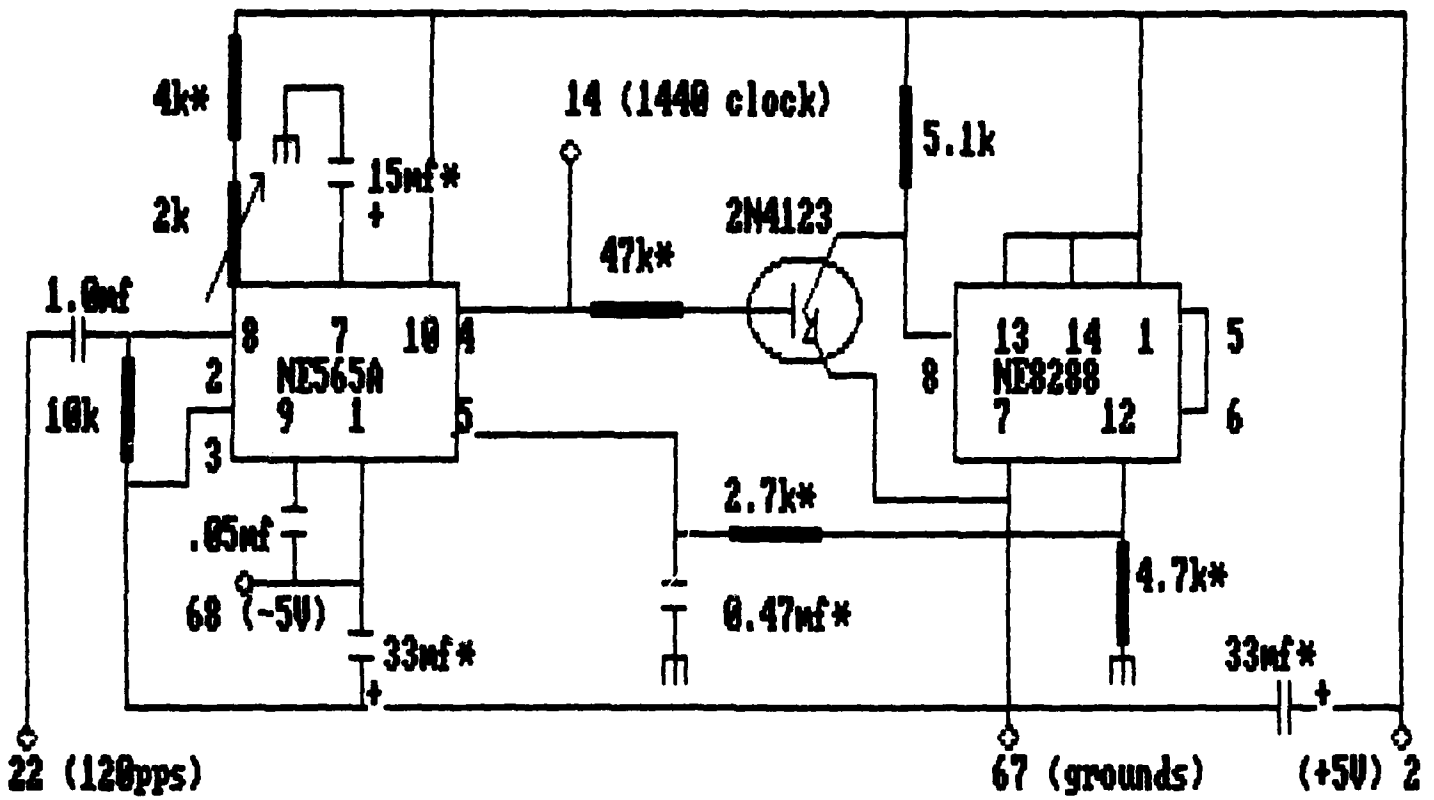 4k*
14 (1440 clock)
5.1k
15mf*
+
2k
2N4123
47k*
1.0mf
8 7 10 4
13 14 1 5
2 NE565A
8 NE8288
10k
9 1 5
7 12 6
3
2.7k*
.05mf
4.7k*
68 (-5V)
0.47mf*
33mf*
+
33mf*
+
22 (120pps)
67 (grounds)
(+5V) 2